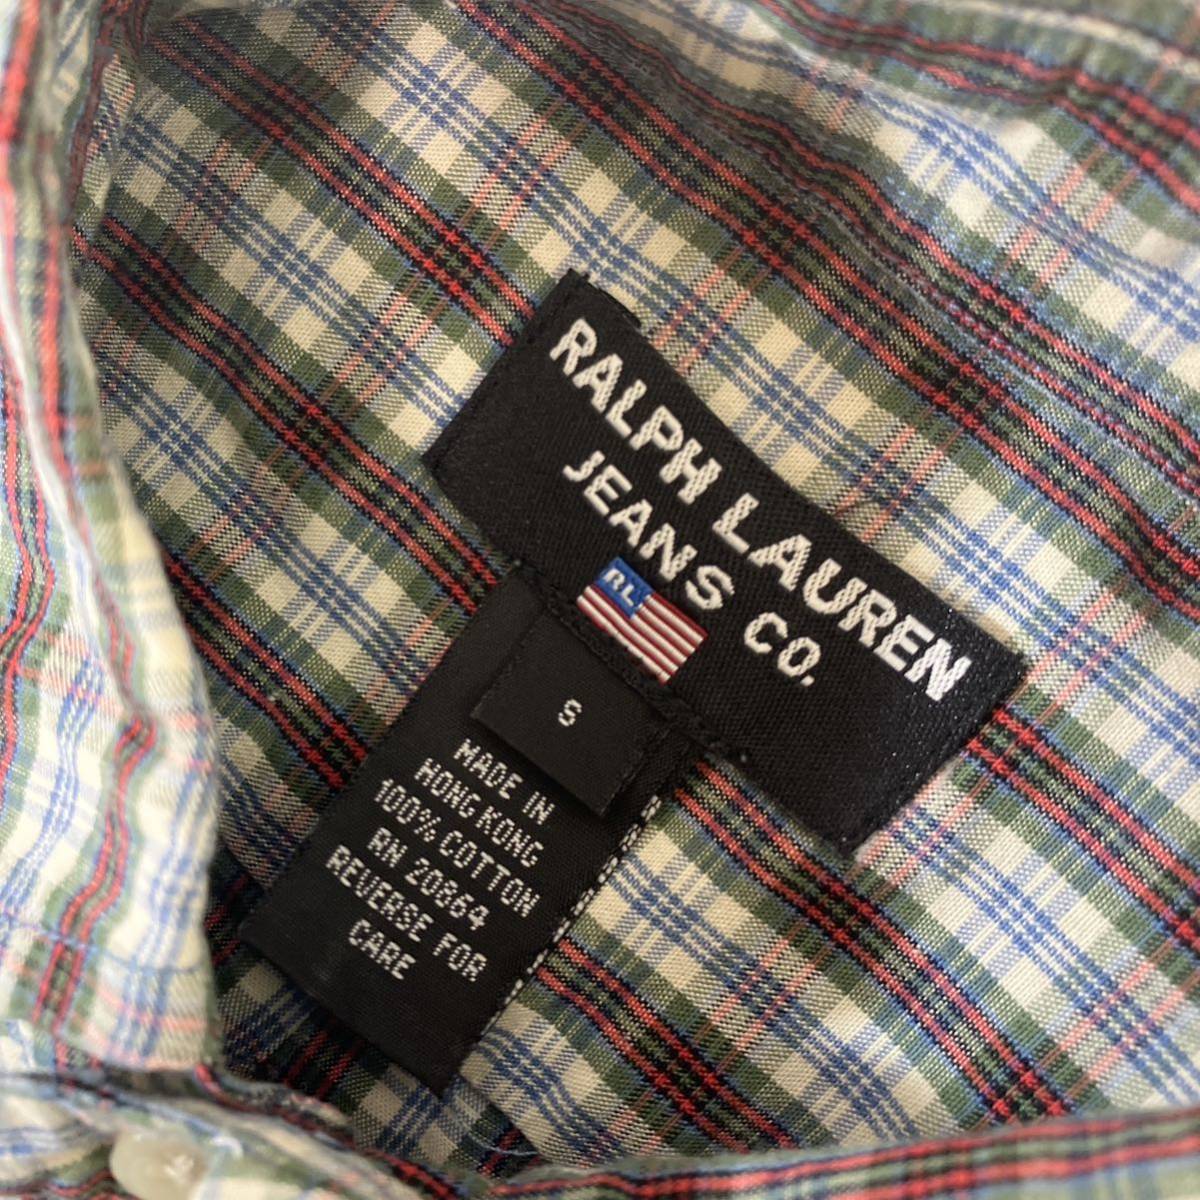 RALPH LAUREN
JEANS CO.
RL
S
MADE IN
HONG KONG
100% COTTON
RN 20864
REVERSE FOR
CARE